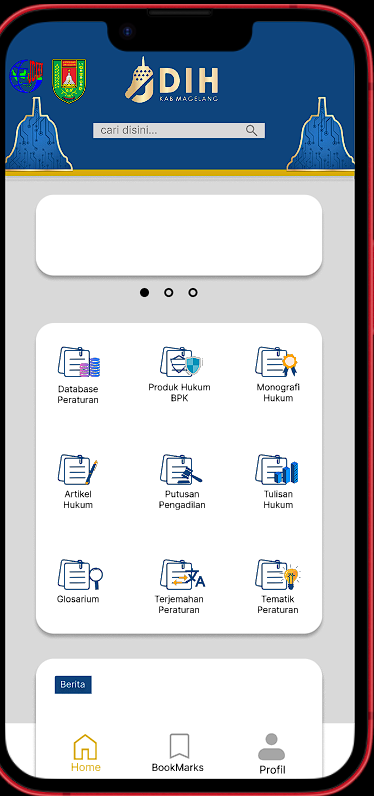 JDIH
KAB MAGELANG
cari disini...
Database
Peraturan
Produk Hukum
BPK
Monografi
Hukum
Artikel
Hukum
Putusan
Pengadilan
Tulisan
Hukum
Glosarium
Terjemahan
Peraturan
Tematik
Peraturan
Berita
Home
BookMarks
Profil